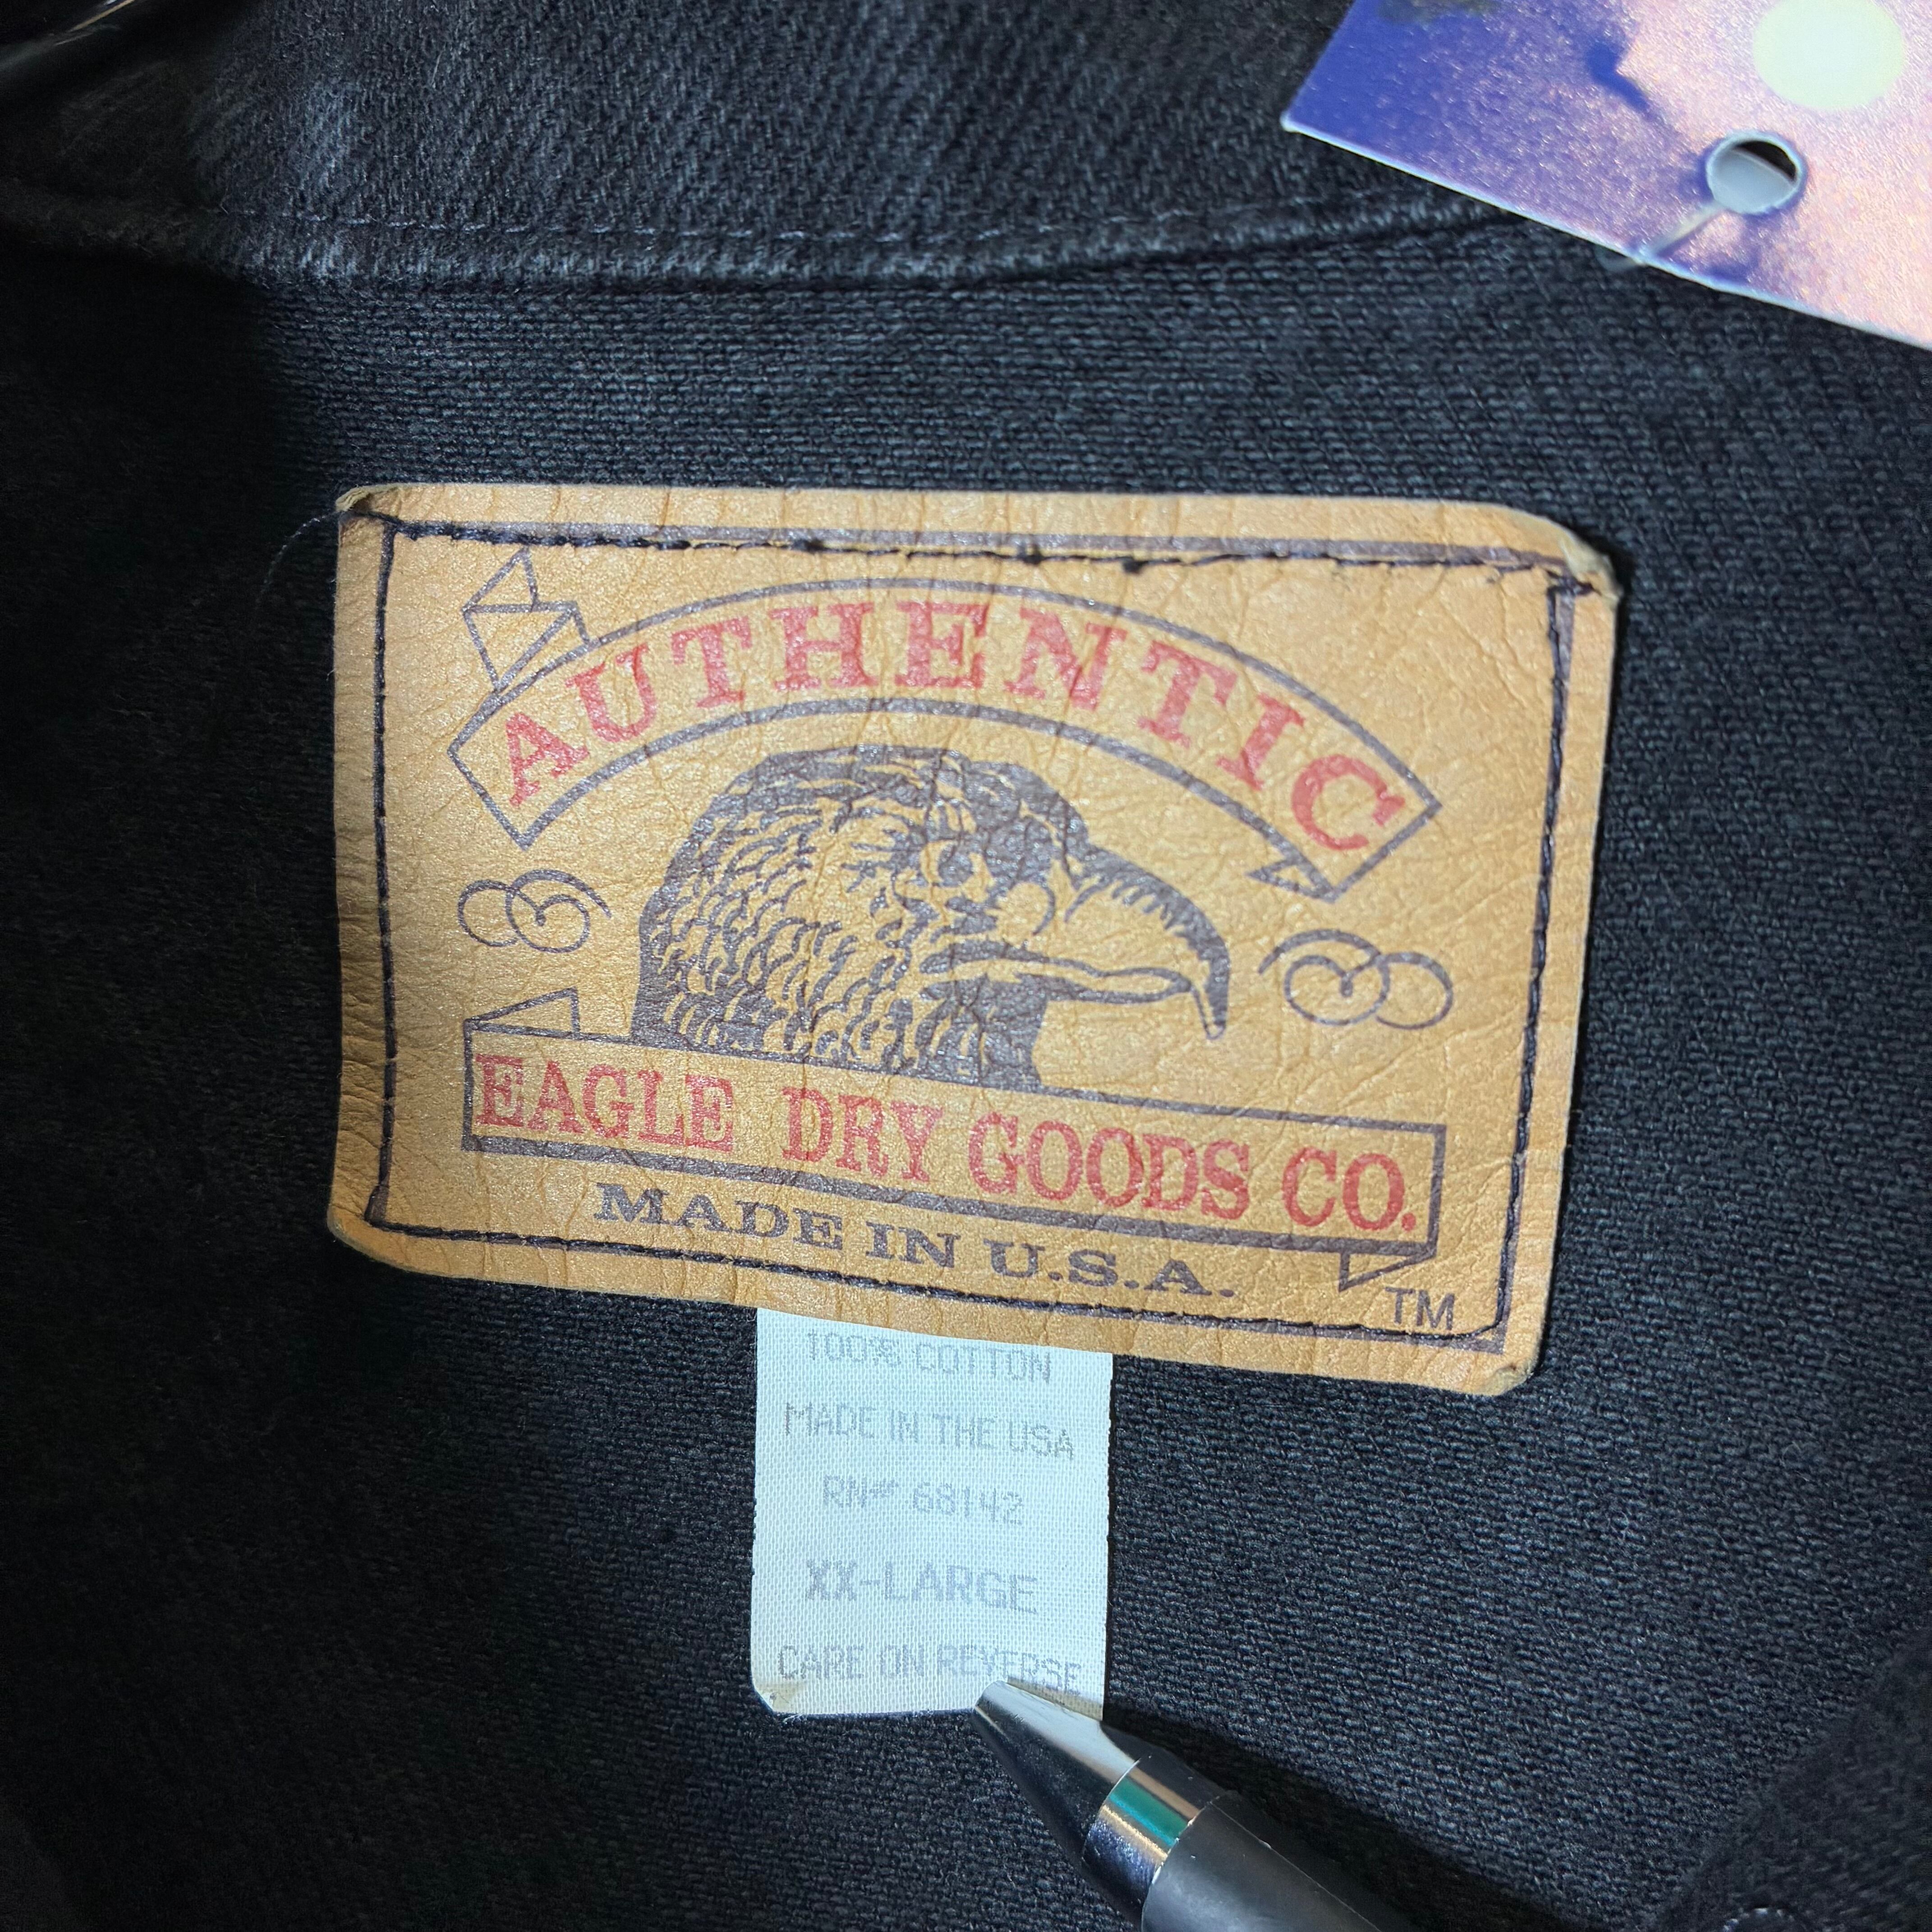 AUTHENTIC
EAGLE DRY GOODS CO.
MADE IN U.S.A.
TM
100% COTTON
MADE IN THE USA
RN# 68142
XX-LARGE
CARE ON REVERSE